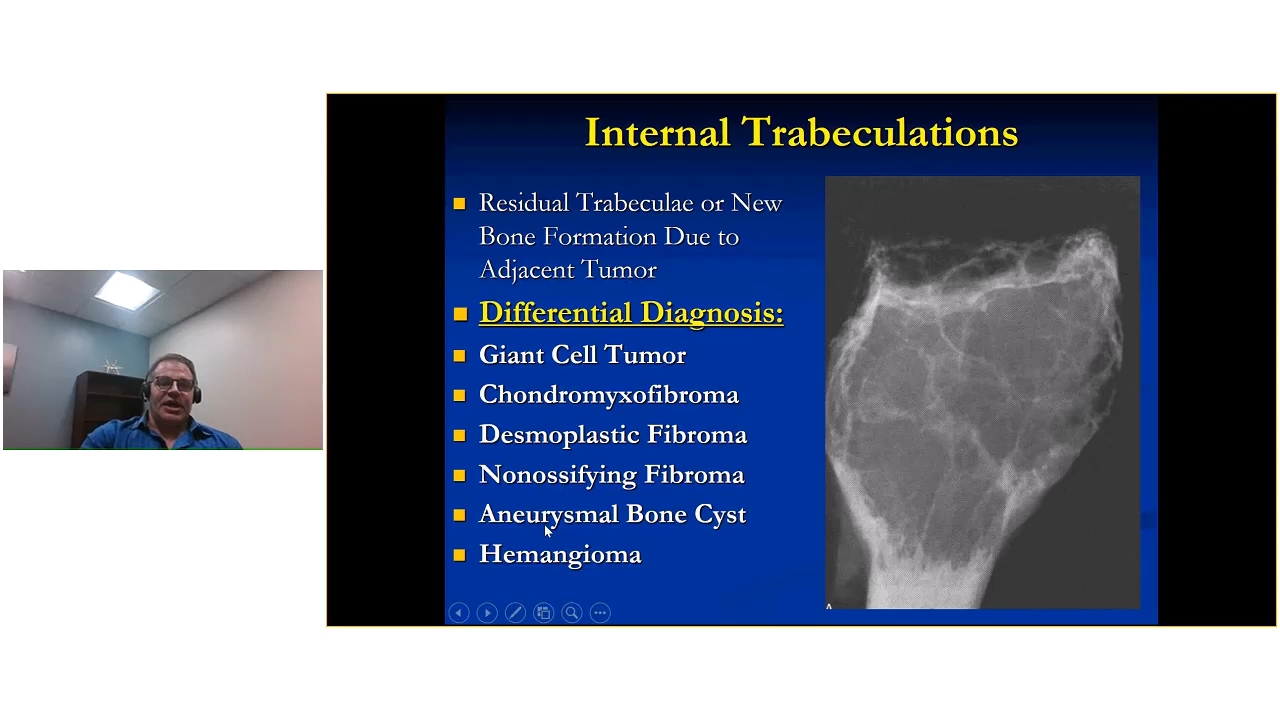 Internal Trabeculations
Residual Trabeculae or New
Bone Formation Due to
Adjacent Tumor
Differential Diagnosis:
Giant Cell Tumor
Chondromyxofibroma
Desmoplastic Fibroma
Nonossifying Fibroma
Aneurysmal Bone Cyst
Hemangioma
A